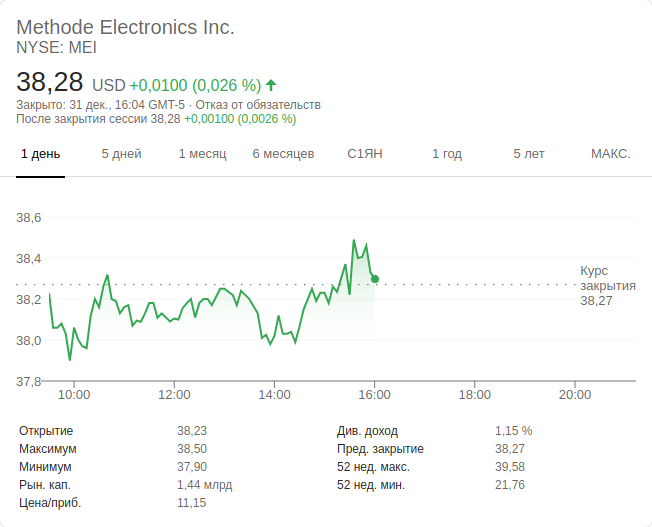 Methode Electronics Inc.
NYSE: MEI
38,28 USD +0,0100 (0,026 %)
Закрыто: 31 дек., 16:04 GMT-5 · Отказ от обязательств
После закрытия сессии 38,28 +0,00100 (0,0026 %)
1 день 5 дней 1 месяц 6 месяцев С1ЯН 1 год 5 лет МАКС.
38,6
38,4
38,2
38,0
37,8
Курс
закрытия
38,27
10:00 12:00 14:00 16:00 18:00 20:00
Открытие 38,23 Див. доход 1,15 %
Максимум 38,50 Пред. закрытие 38,27
Минимум 37,90 52 нед. макс. 39,58
Рын. кап. 1,44 млрд 52 нед. мин. 21,76
Цена/приб. 11,15